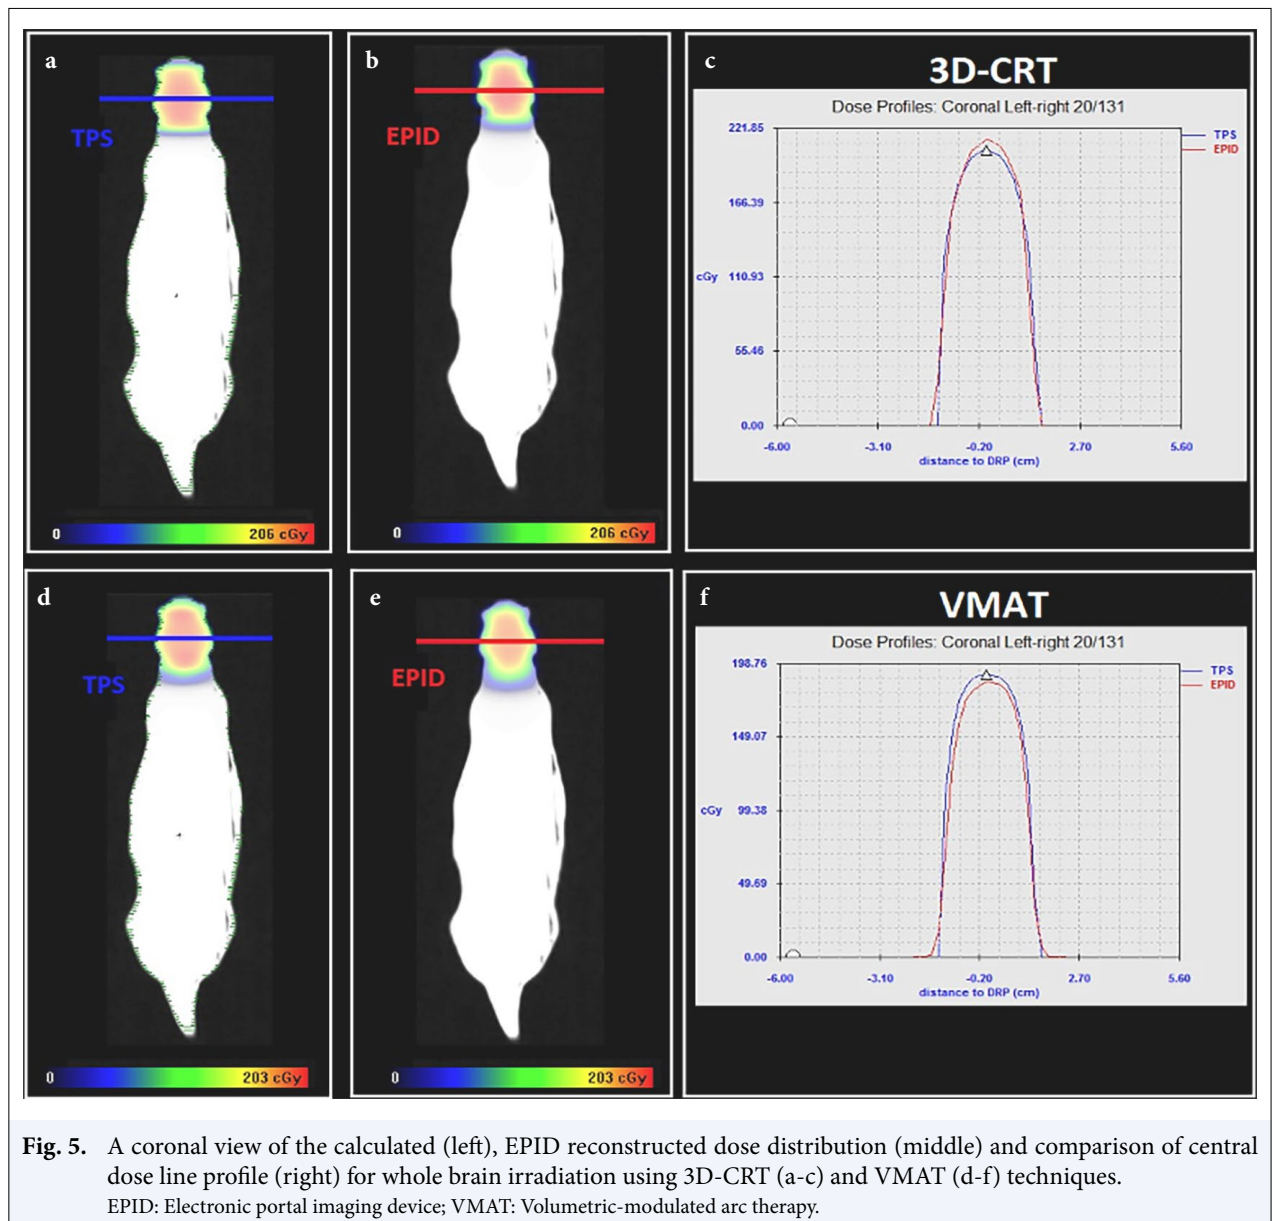 a
TPS
0 206 cGy
b
EPID
0 206 cGy
c
3D-CRT
Dose Profiles: Coronal Left-right 20/131
221.85
166.39
cGy 110.93
55.46
0.00
-6.00 -3.10 -0.20 2.70 5.60
distance to DRP (cm)
TPS
EPID
d
TPS
0 203 cGy
e
EPID
0 203 cGy
f
VMAT
Dose Profiles: Coronal Left-right 20/131
198.76
149.07
cGy 99.38
49.69
0.00
-6.00 -3.10 -0.20 2.70 5.60
distance to DRP (cm)
TPS
EPID
Fig. 5. A coronal view of the calculated (left), EPID reconstructed dose distribution (middle) and comparison of central
dose line profile (right) for whole brain irradiation using 3D-CRT (a-c) and VMAT (d-f) techniques.
EPID: Electronic portal imaging device; VMAT: Volumetric-modulated arc therapy.